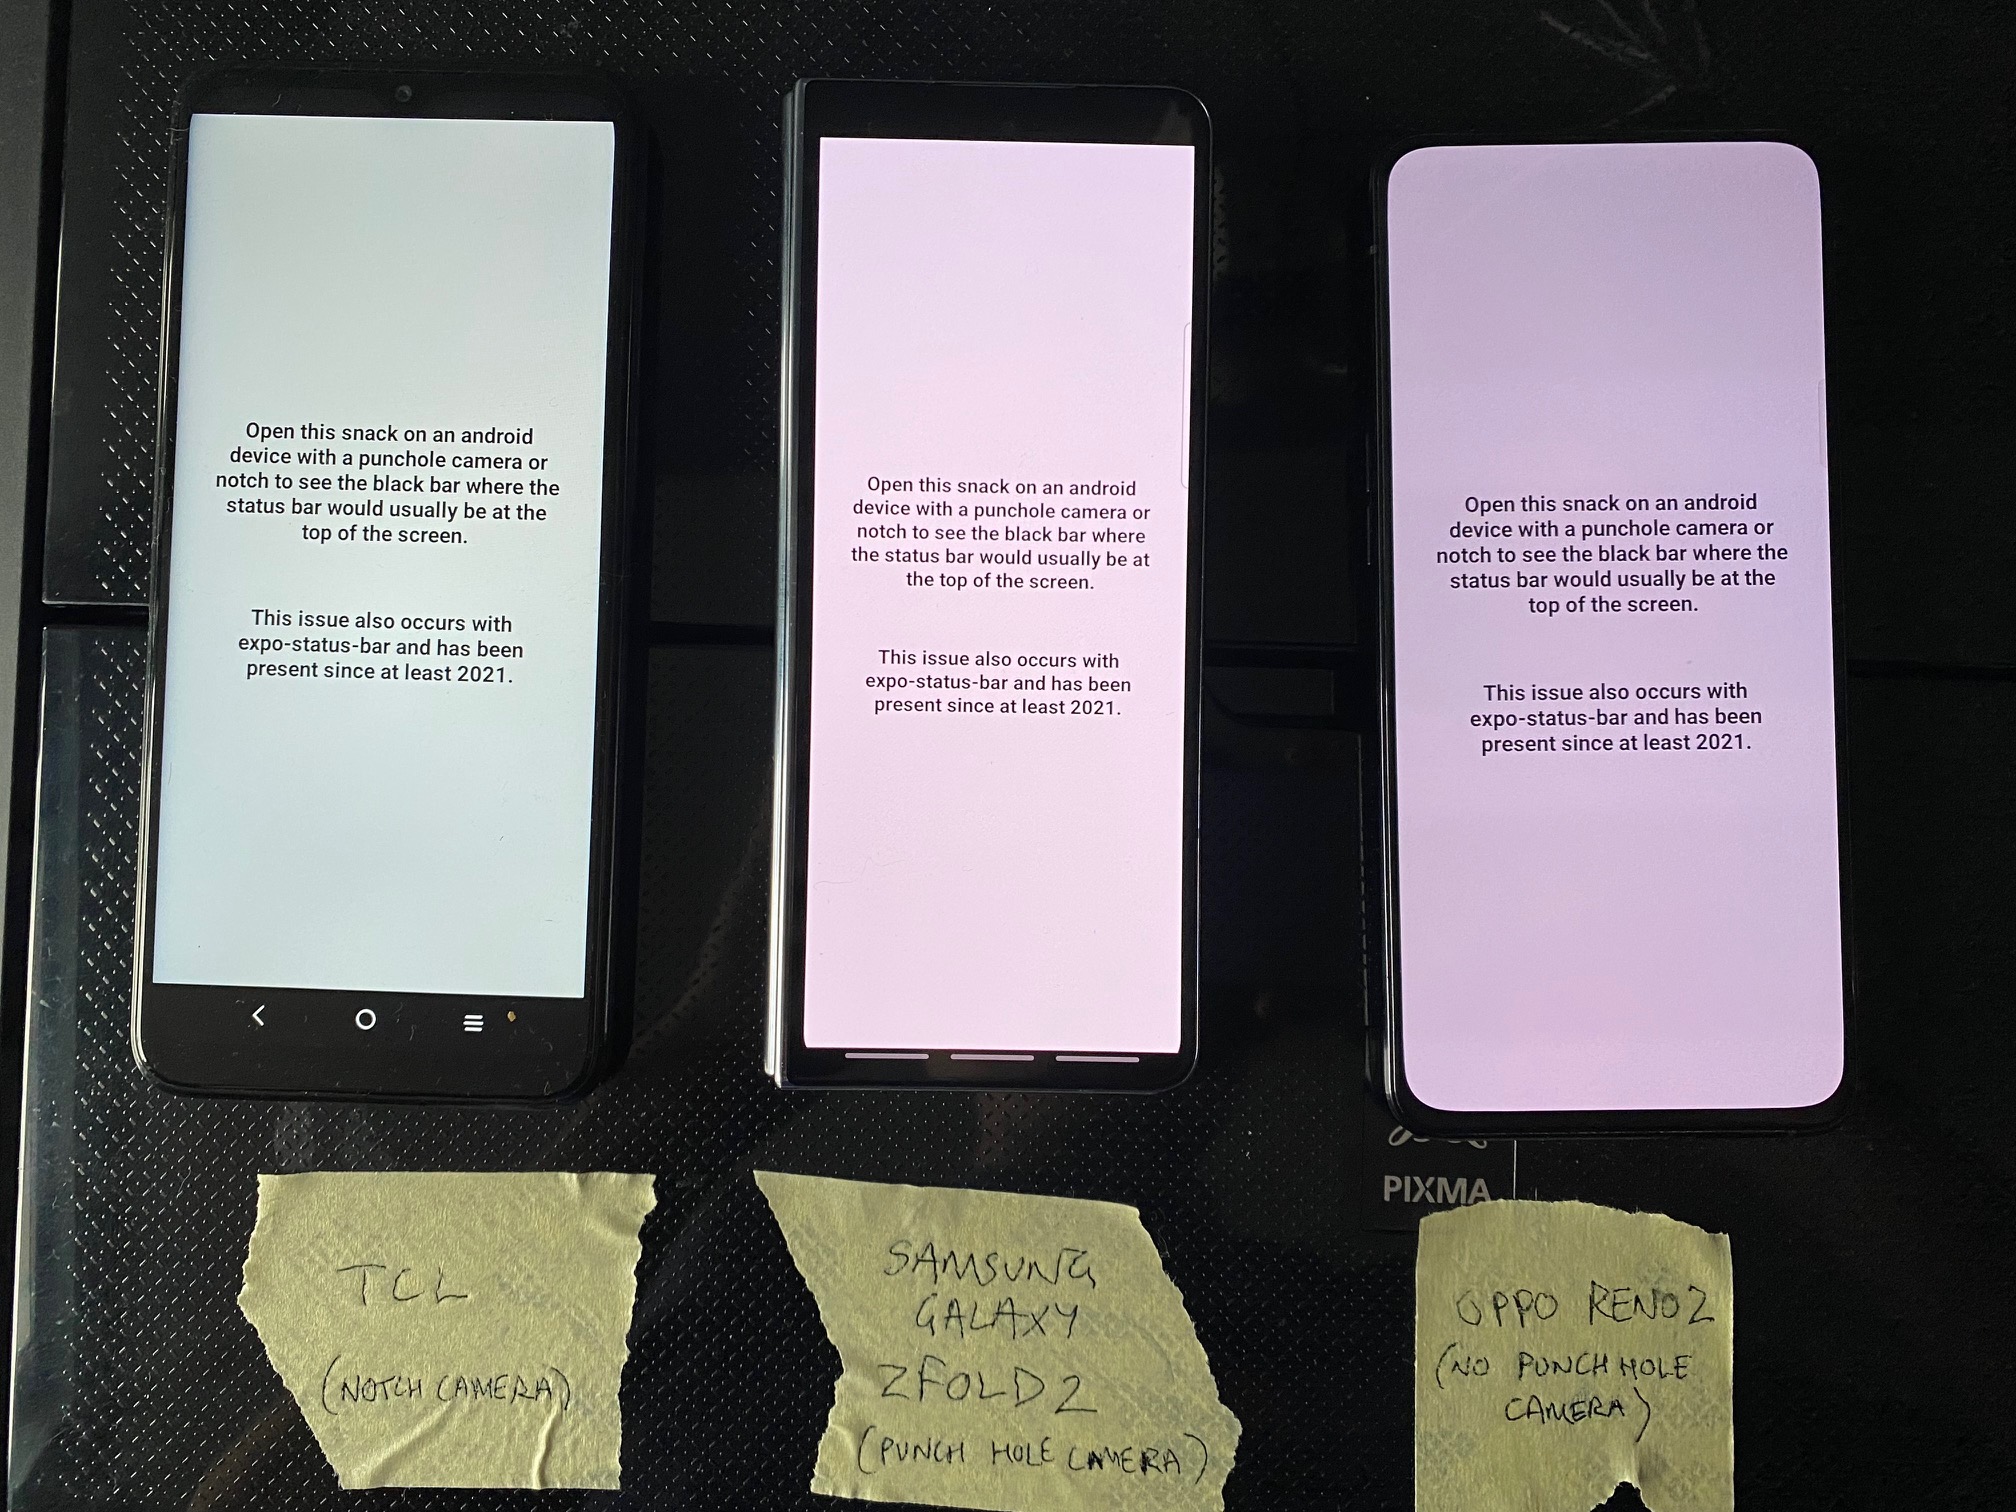 Open this snack on an android
device with a punchole camera or
notch to see the black bar where the
status bar would usually be at the
top of the screen.
This issue also occurs with
expo-status-bar and has been
present since at least 2021.
Open this snack on an android
device with a punchole camera or
notch to see the black bar where
the status bar would usually be at
the top of the screen.
This issue also occurs with
expo-status-bar and has been
present since at least 2021.
Open this snack on an android
device with a punchole camera or
notch to see the black bar where the
status bar would usually be at the
top of the screen.
This issue also occurs with
expo-status-bar and has been
present since at least 2021.
PIXMA
TCL
(NOTCH CAMERA)
SAMSUNG
GALAXY
ZFOLD2
(PUNCH HOLE CAMERA)
OPPO RENO2
(NO PUNCH HOLE
CAMERA)